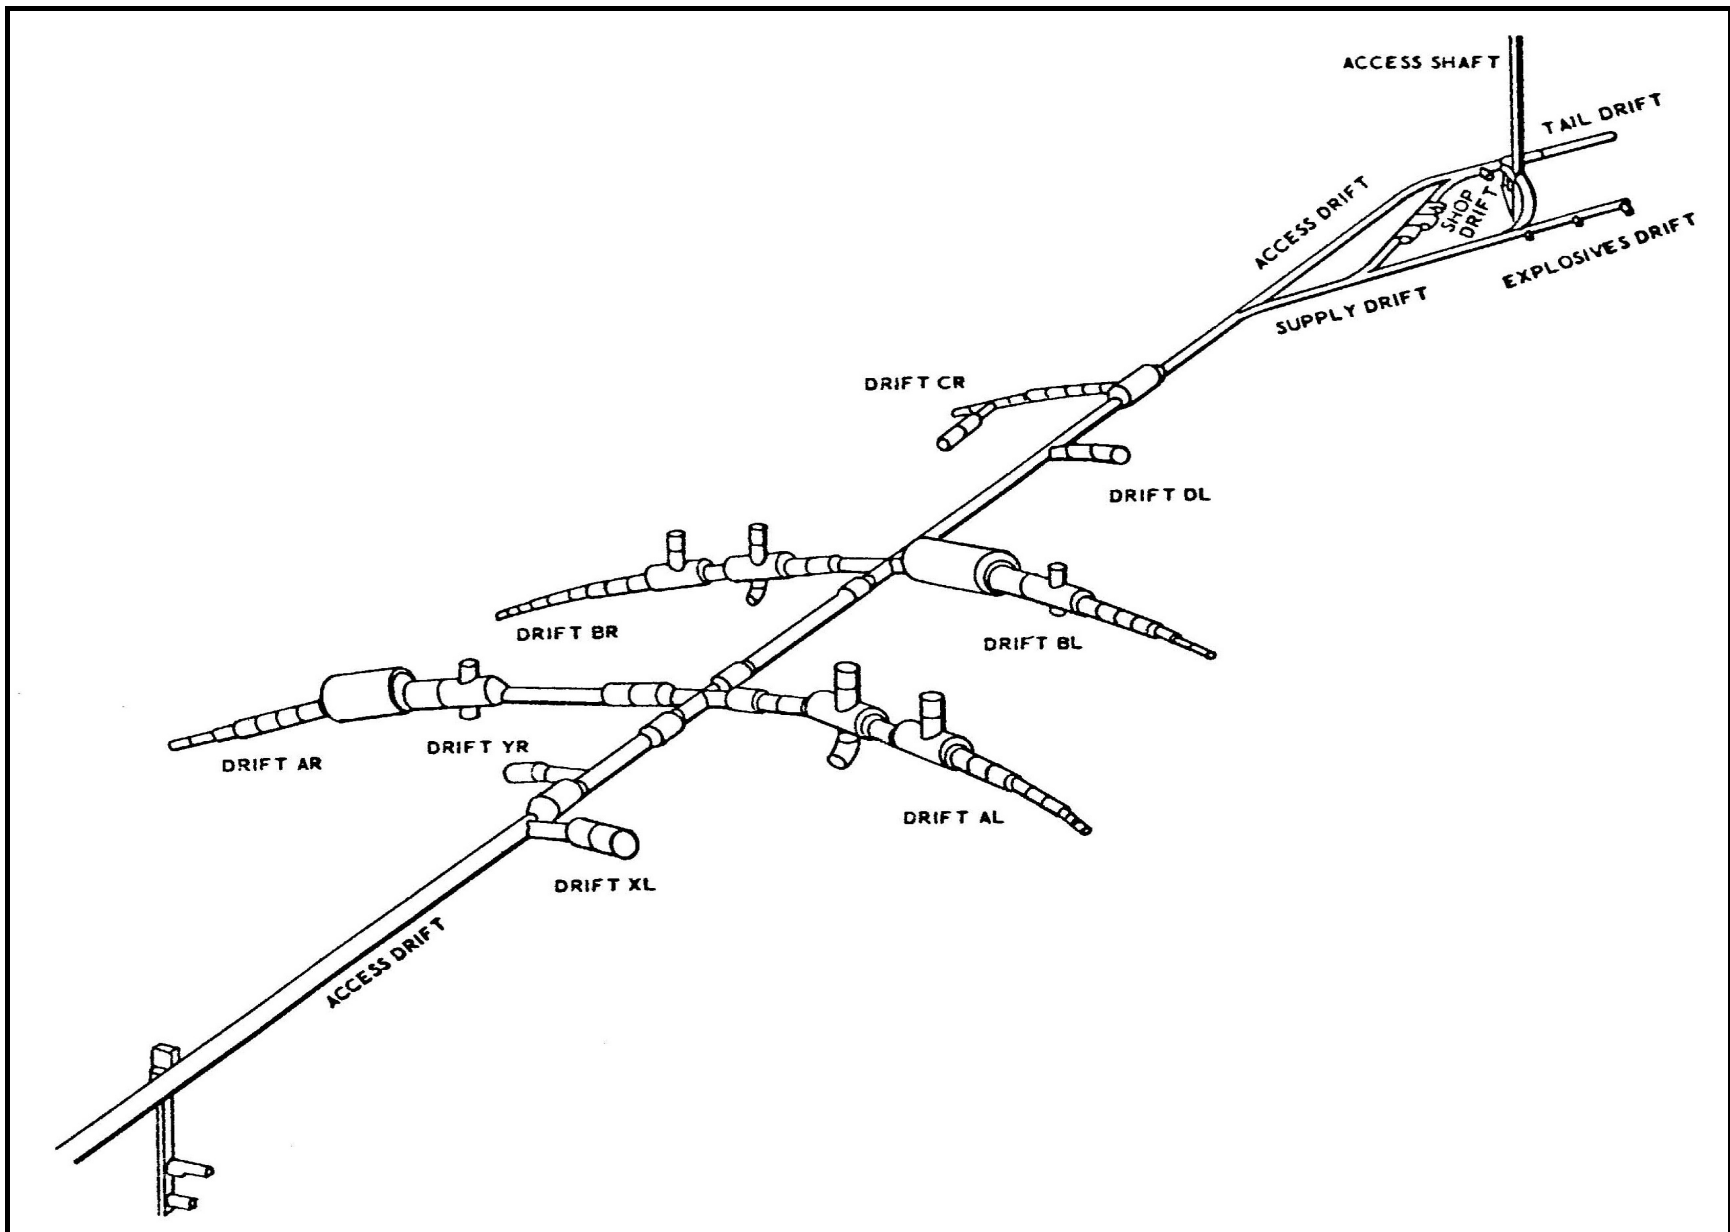 ACCESS SHAFT
TAIL DRIFT
ACCESS DRIFT
SHOP
DRIFT
EXPLOSIVES DRIFT
SUPPLY DRIFT
DRIFT CR
DRIFT DL
DRIFT BR
DRIFT BL
DRIFT YR
DRIFT AR
DRIFT AL
DRIFT XL
ACCESS DRIFT